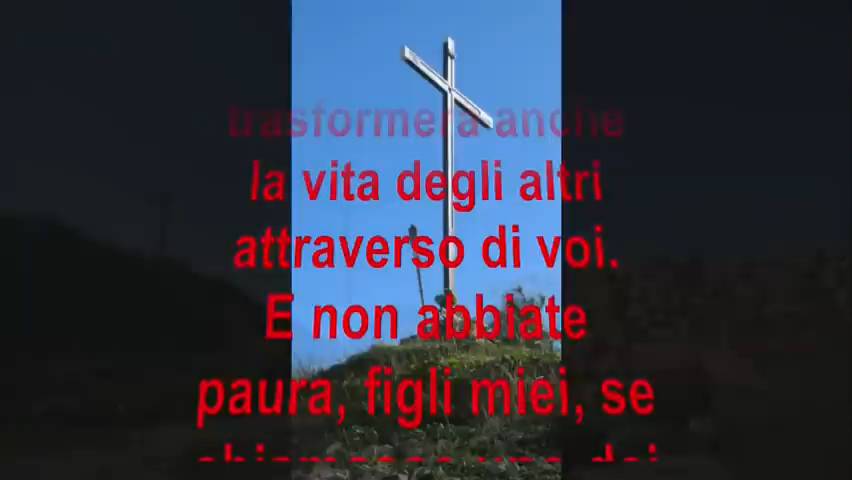 trasformerà anche
la vita degli altri
attraverso di voi.
E non abbiate
paura, figli miei, se